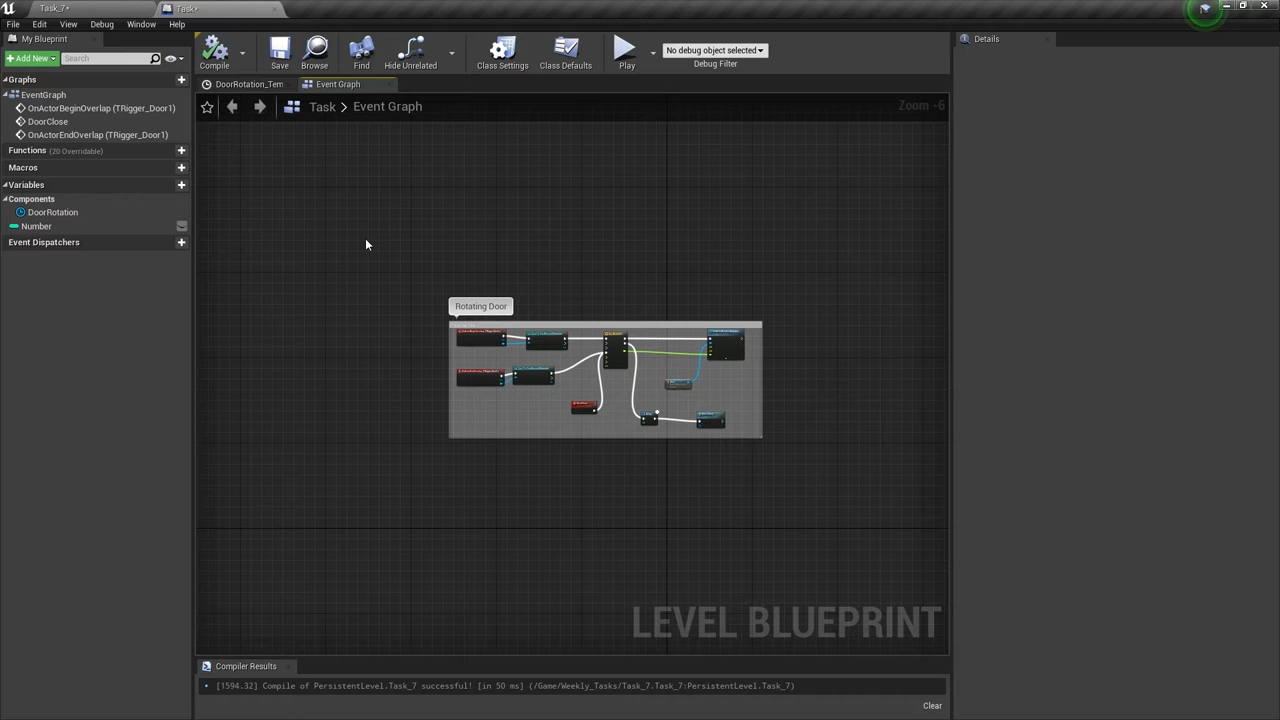 Task_7*
Task*
File
Edit
View
Debug
Window
Help
My Blueprint
Add New
Search
Compile
Save
Browse
Find
Hide Unrelated
Class Settings
Class Defaults
Play
No debug object selected
Debug Filter
Details
Graphs
EventGraph
OnActorBeginOverlap (TRigger_Door1)
DoorClose
OnActorEndOverlap (TRigger_Door1)
Functions (20 Overridable)
Macros
Variables
Components
DoorRotation
Number
Event Dispatchers
DoorRotation_Tem
Event Graph
Task > Event Graph
Zoom -6
Rotating Door
LEVEL BLUEPRINT
Compiler Results
[1594.32] Compile of PersistentLevel.Task_7 successful! [in 50 ms] (/Game/Weekly_Tasks/Task_7.Task_7:PersistentLevel.Task_7)
Clear